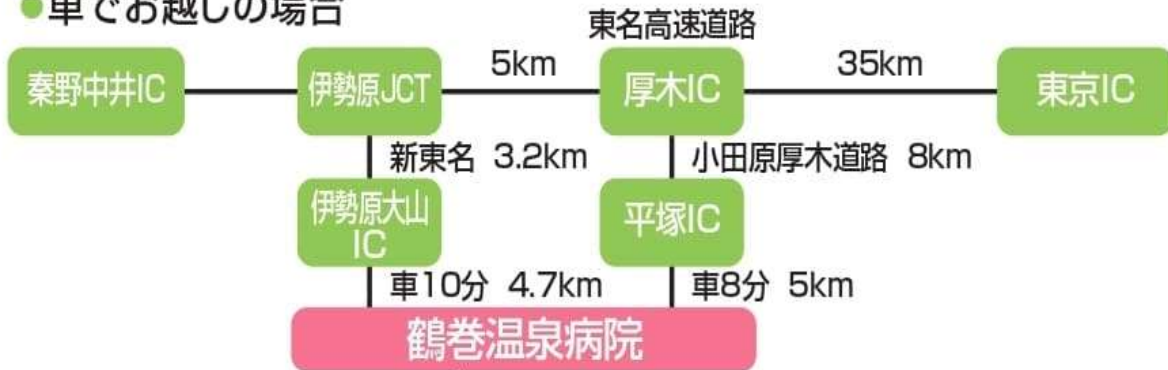 ●車でお越しの場合
東名高速道路
秦野中井IC
伊勢原JCT
5km
厚木IC
35km
東京IC
新東名 3.2km
小田原厚木道路 8km
伊勢原大山
IC
平塚IC
車10分 4.7km
車8分 5km
鶴巻温泉病院